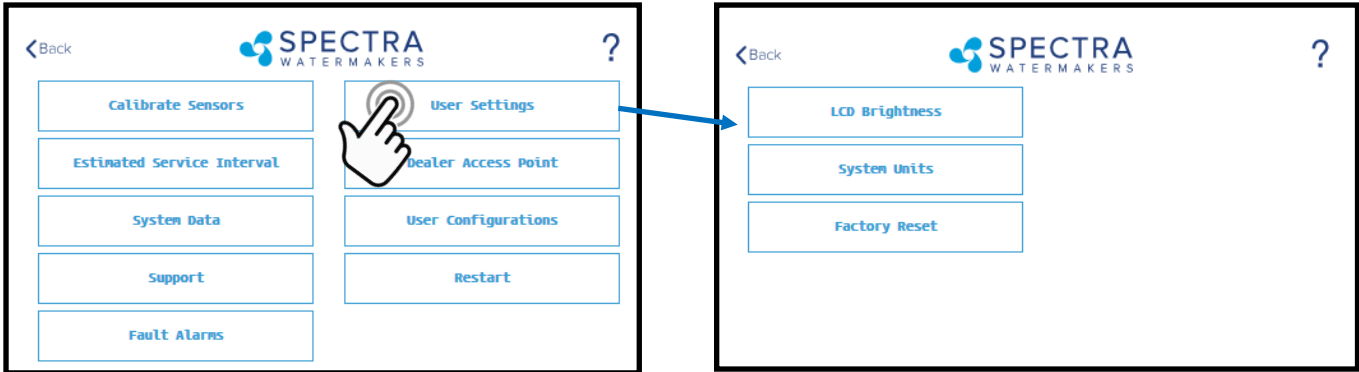 Back
SPECTRA
WATERMAKERS
?
Calibrate Sensors
User Settings
Estimated Service Interval
Dealer Access Point
System Data
User Configurations
Support
Restart
Fault Alarms
Back
SPECTRA
WATERMAKERS
?
LCD Brightness
System Units
Factory Reset